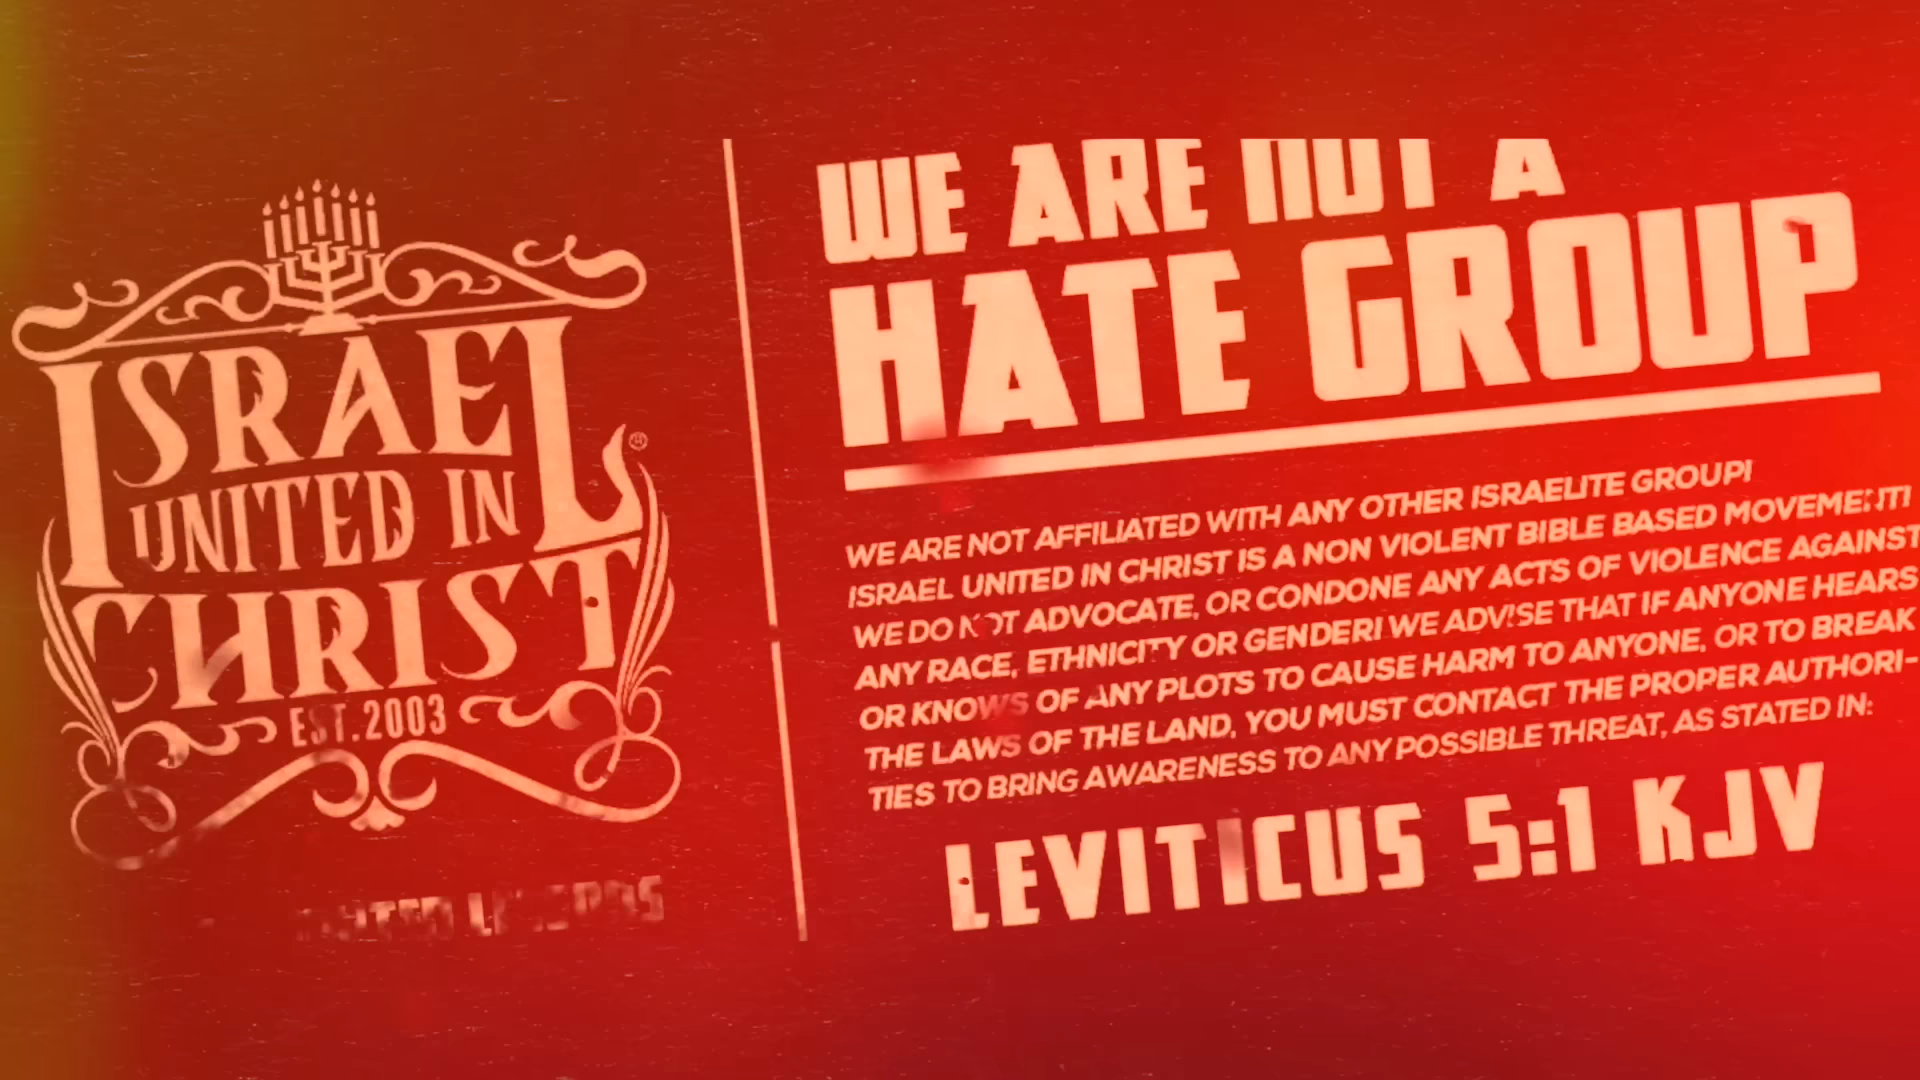 ISRAEL
UNITED IN
CHRIST
EST.2003
WE ARE NOT A
HATE GROUP
WE ARE NOT AFFILIATED WITH ANY OTHER ISRAELITE GROUP!
ISRAEL UNITED IN CHRIST IS A NON VIOLENT BIBLE BASED MOVEMENT!
WE DO NOT ADVOCATE, OR CONDONE ANY ACTS OF VIOLENCE AGAINST
ANY RACE, ETHNICITY OR GENDER! WE ADVISE THAT IF ANYONE HEARS
OR KNOWS OF ANY PLOTS TO CAUSE HARM TO ANYONE, OR TO BREAK
THE LAWS OF THE LAND, YOU MUST CONTACT THE PROPER AUTHORI-
TIES TO BRING AWARENESS TO ANY POSSIBLE THREAT, AS STATED IN:
LEVITICUS 5:1 KJV